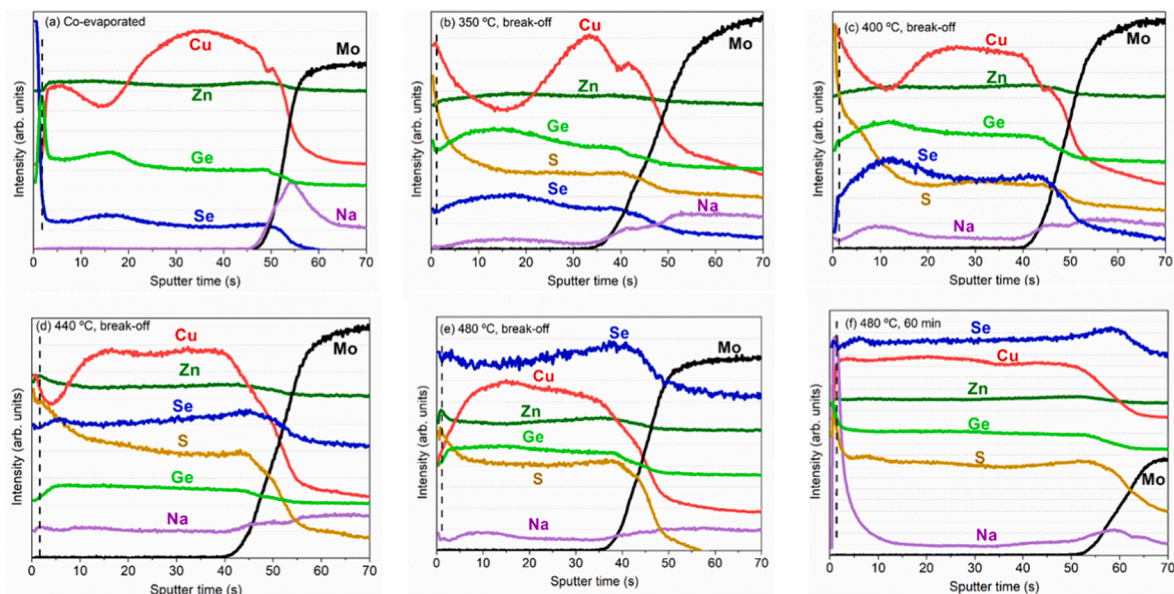 (a) Co-evaporated
Cu
Mo
Zn
Ge
Se
Na
Intensity (arb. units)
0 10 20 30 40 50 60 70
Sputter time (s)
(b) 350 ºC, break-off
Cu
Mo
Zn
Ge
S
Se
Na
Intensity (arb. units)
0 10 20 30 40 50 60 70
Sputter time (s)
(c) 400 ºC, break-off
Cu
Mo
Zn
Ge
Se
S
Na
Intensity (arb. units)
0 10 20 30 40 50 60 70
Sputter time (s)
(d) 440 ºC, break-off
Cu
Mo
Zn
Se
S
Ge
Na
Intensity (arb. units)
0 10 20 30 40 50 60 70
Sputter time (s)
(e) 480 ºC, break-off
Se
Mo
Cu
Zn
Ge
S
Na
Intensity (arb. units)
0 10 20 30 40 50 60 70
Sputter time (s)
(f) 480 ºC, 60 min
Se
Cu
Zn
Ge
S
Mo
Na
Intensity (arb. units)
0 10 20 30 40 50 60 70
Sputter time (s)